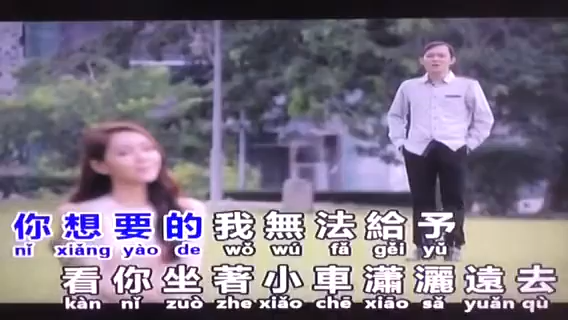 你想要的我無法給予
nǐ xiǎng yào de wǒ wú fǎ gěi yǔ
看你坐著小車瀟灑遠去
kàn nǐ zuò zhe xiǎo chē xiāo sǎ yuǎn qù